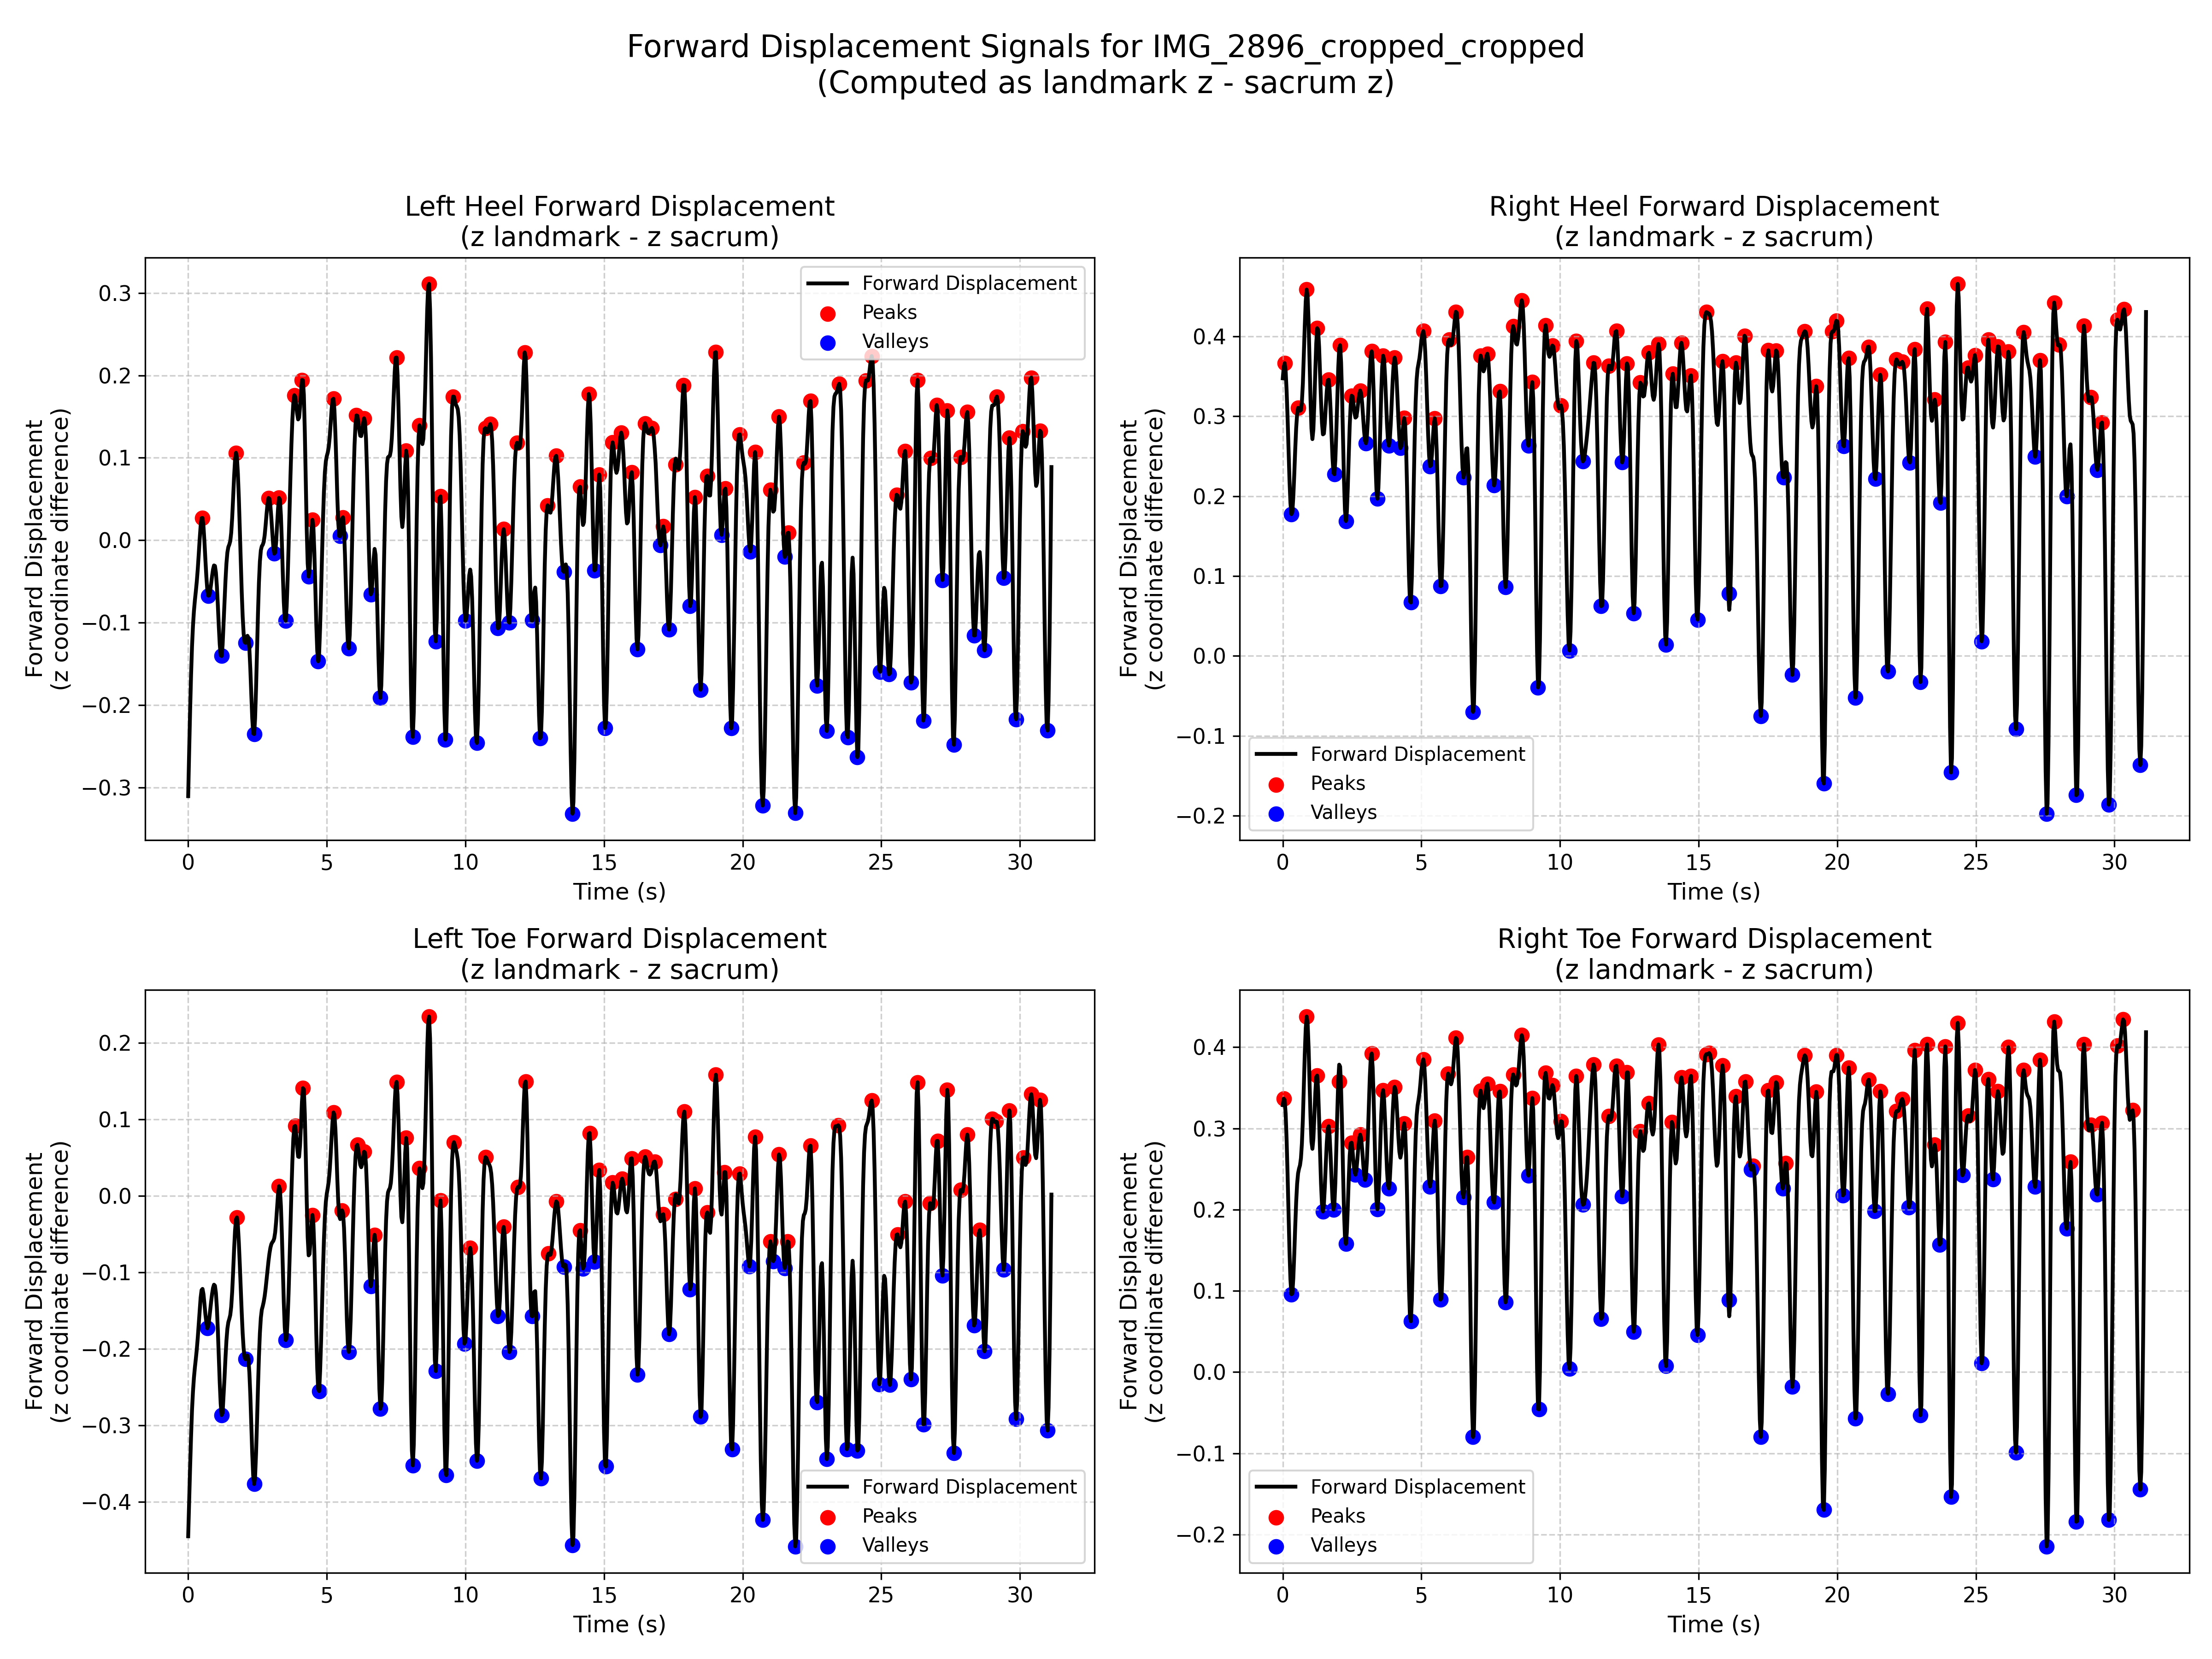 Forward Displacement Signals for IMG_2896_cropped_cropped
(Computed as landmark z - sacrum z)
Left Heel Forward Displacement
(z landmark - z sacrum)
Forward Displacement
(z coordinate difference)
0.3
0.2
0.1
0.0
−0.1
−0.2
−0.3
Forward Displacement
Peaks
Valleys
0 5 10 15 20 25 30
Time (s)
Right Heel Forward Displacement
(z landmark - z sacrum)
Forward Displacement
(z coordinate difference)
0.4
0.3
0.2
0.1
0.0
−0.1
−0.2
Forward Displacement
Peaks
Valleys
0 5 10 15 20 25 30
Time (s)
Left Toe Forward Displacement
(z landmark - z sacrum)
Forward Displacement
(z coordinate difference)
0.2
0.1
0.0
−0.1
−0.2
−0.3
−0.4
Forward Displacement
Peaks
Valleys
0 5 10 15 20 25 30
Time (s)
Right Toe Forward Displacement
(z landmark - z sacrum)
Forward Displacement
(z coordinate difference)
0.4
0.3
0.2
0.1
0.0
−0.1
−0.2
Forward Displacement
Peaks
Valleys
0 5 10 15 20 25 30
Time (s)